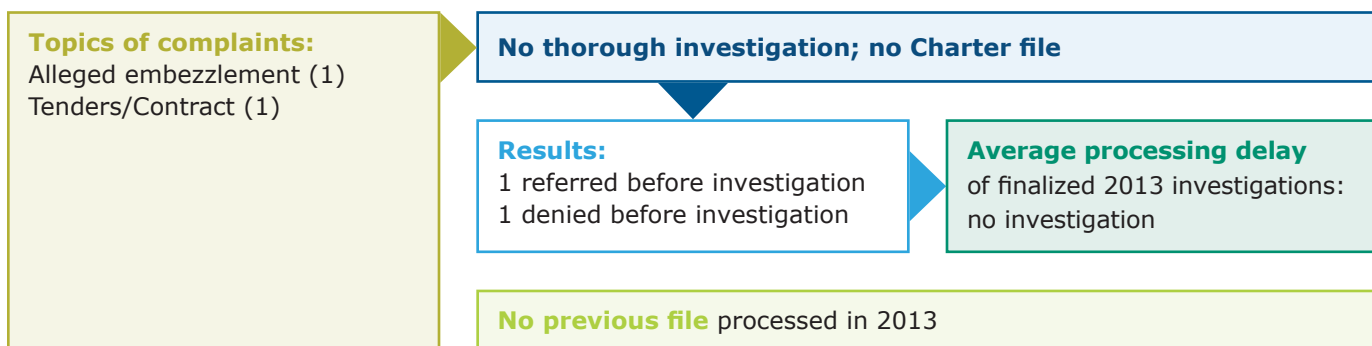 Topics of complaints:
Alleged embezzlement (1)
Tenders/Contract (1)
No thorough investigation; no Charter file
Results:
1 referred before investigation
1 denied before investigation
Average processing delay
of finalized 2013 investigations:
no investigation
No previous file processed in 2013